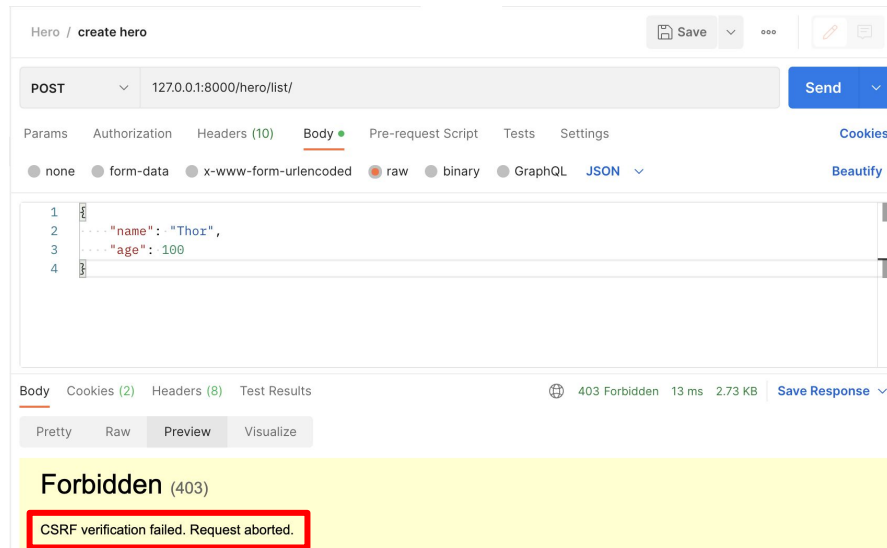 Hero / create hero
Save
POST 127.0.0.1:8000/hero/list/ Send
Params Authorization Headers (10) Body Pre-request Script Tests Settings Cookies
none form-data x-www-form-urlencoded raw binary GraphQL JSON Beautify
1 {
2 "name": "Thor",
3 "age": 100
4 }
Body Cookies (2) Headers (8) Test Results 403 Forbidden 13 ms 2.73 KB Save Response
Pretty Raw Preview Visualize
Forbidden (403)
CSRF verification failed. Request aborted.